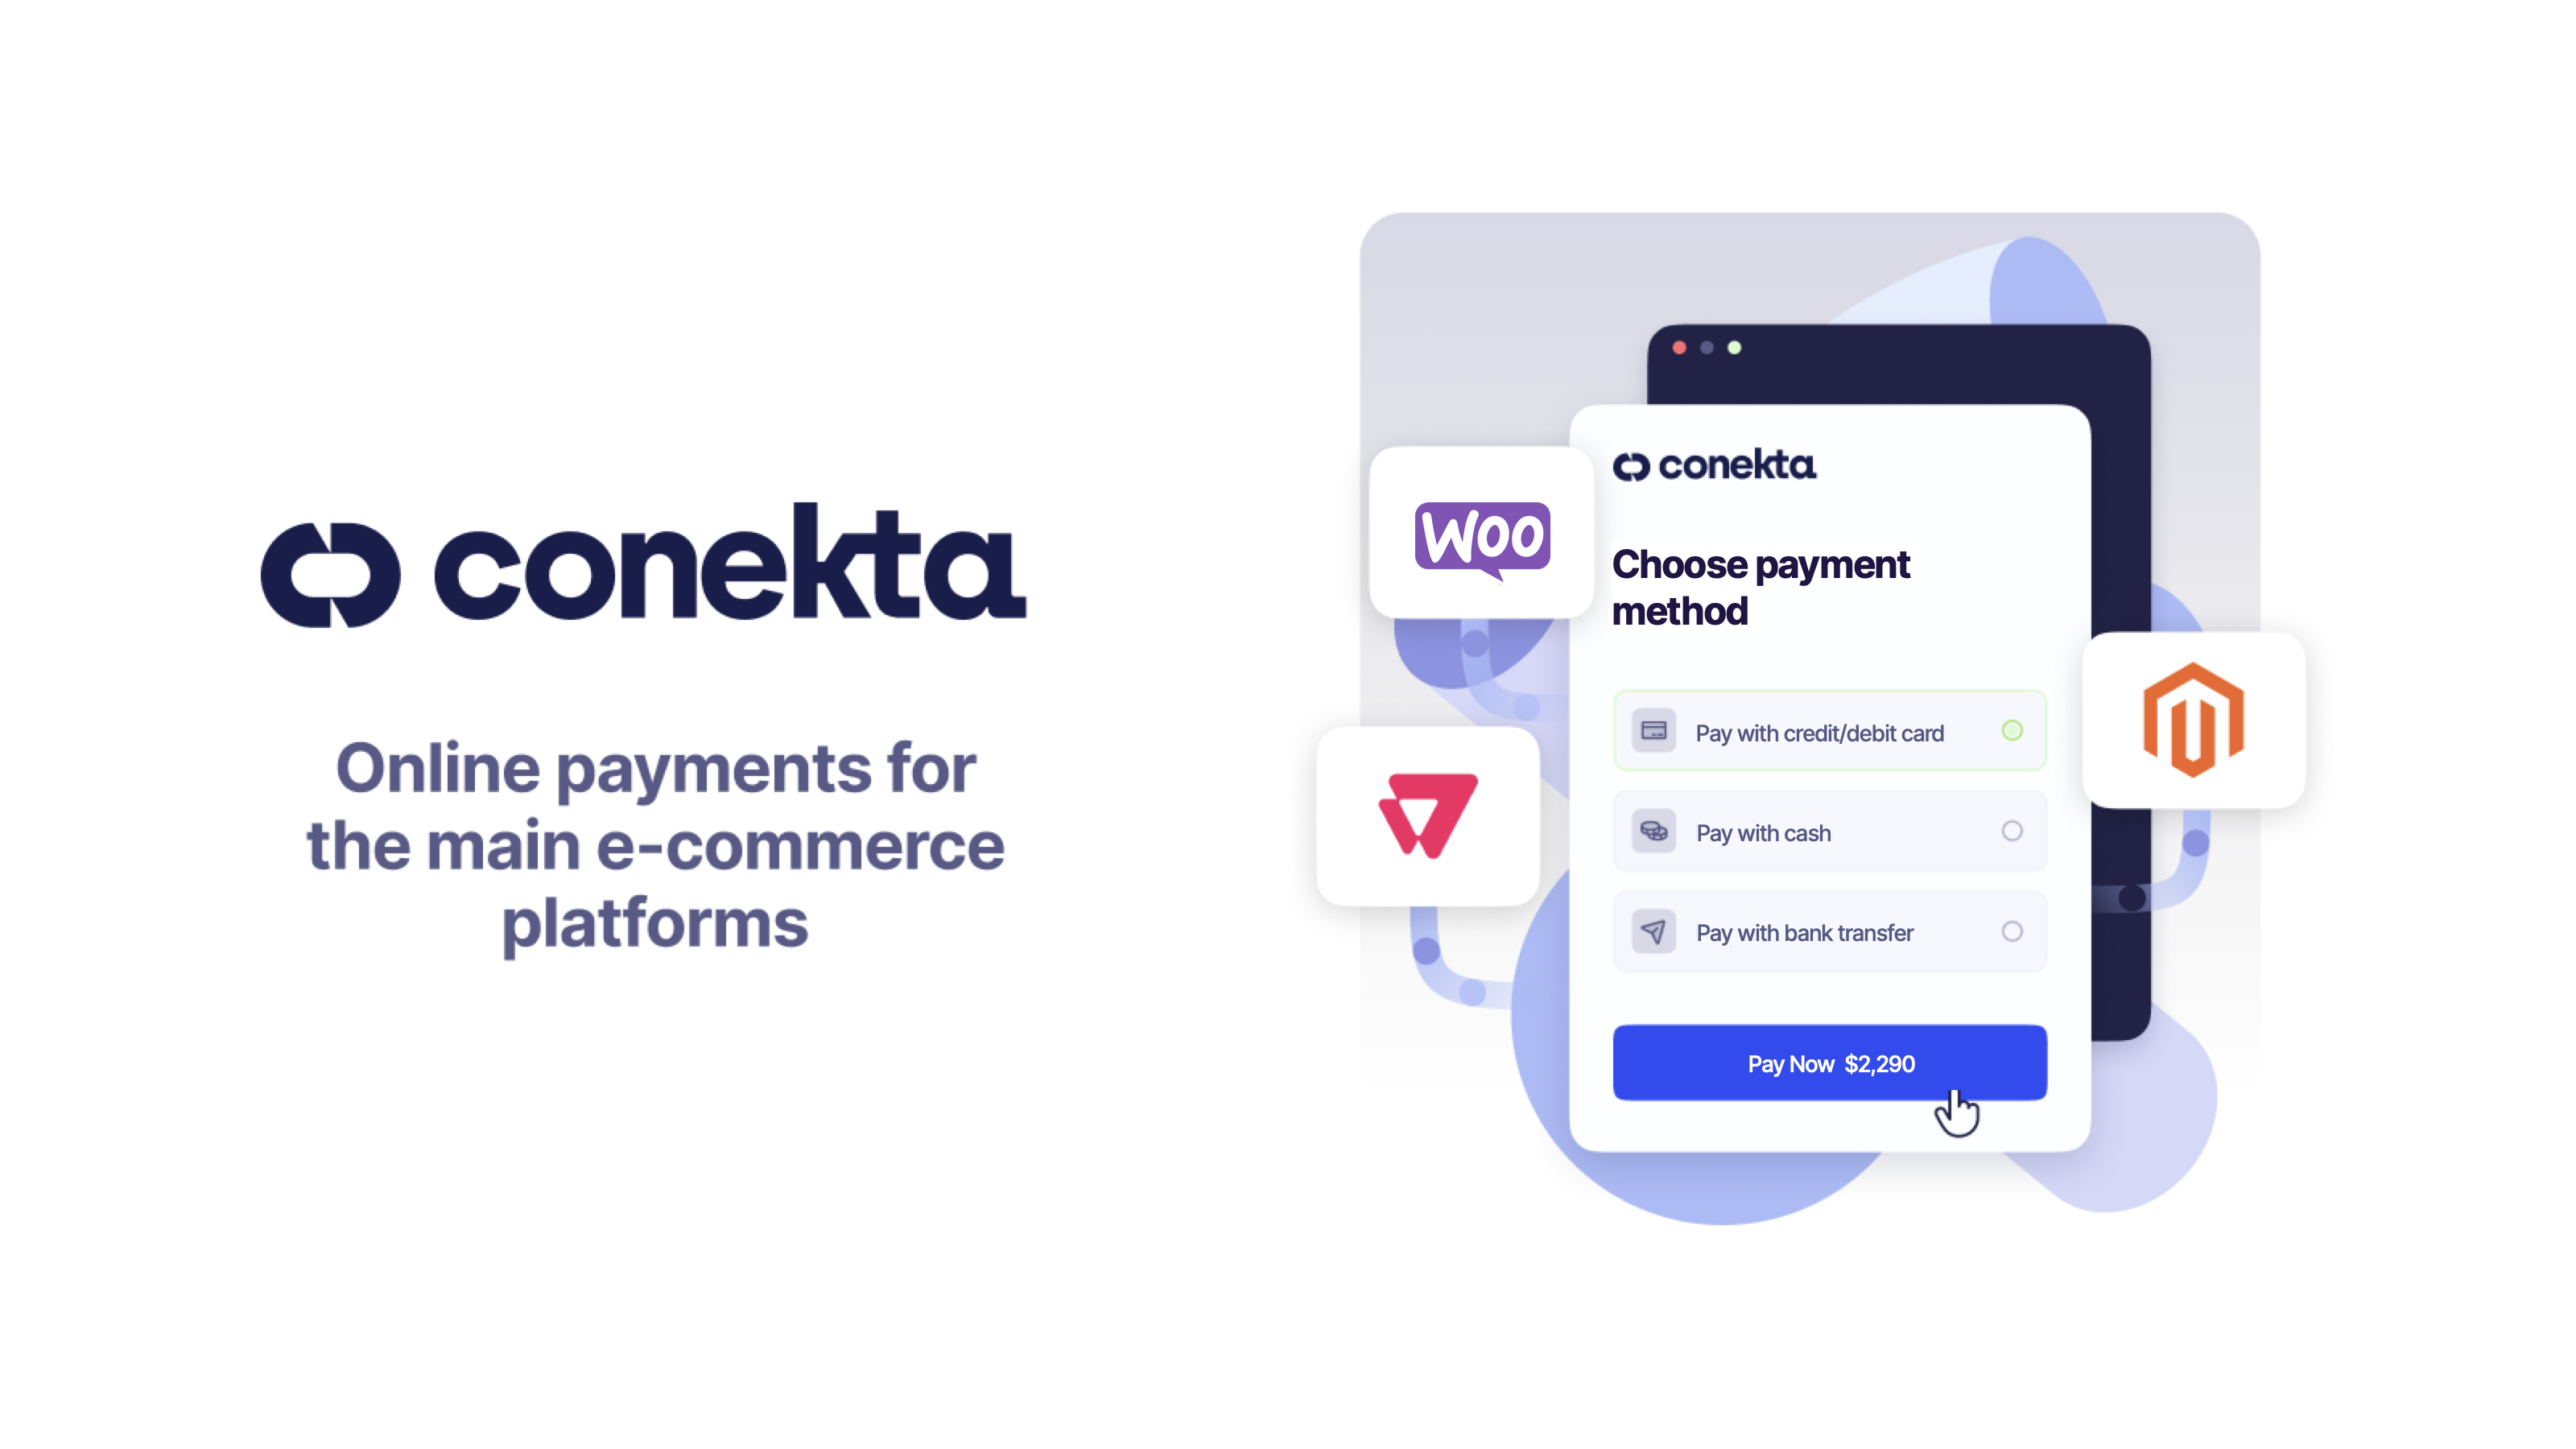 conekta
Online payments for
the main e-commerce
platforms
Woo
conekta
Choose payment
method
Pay with credit/debit card
Pay with cash
Pay with bank transfer
Pay Now $2,290